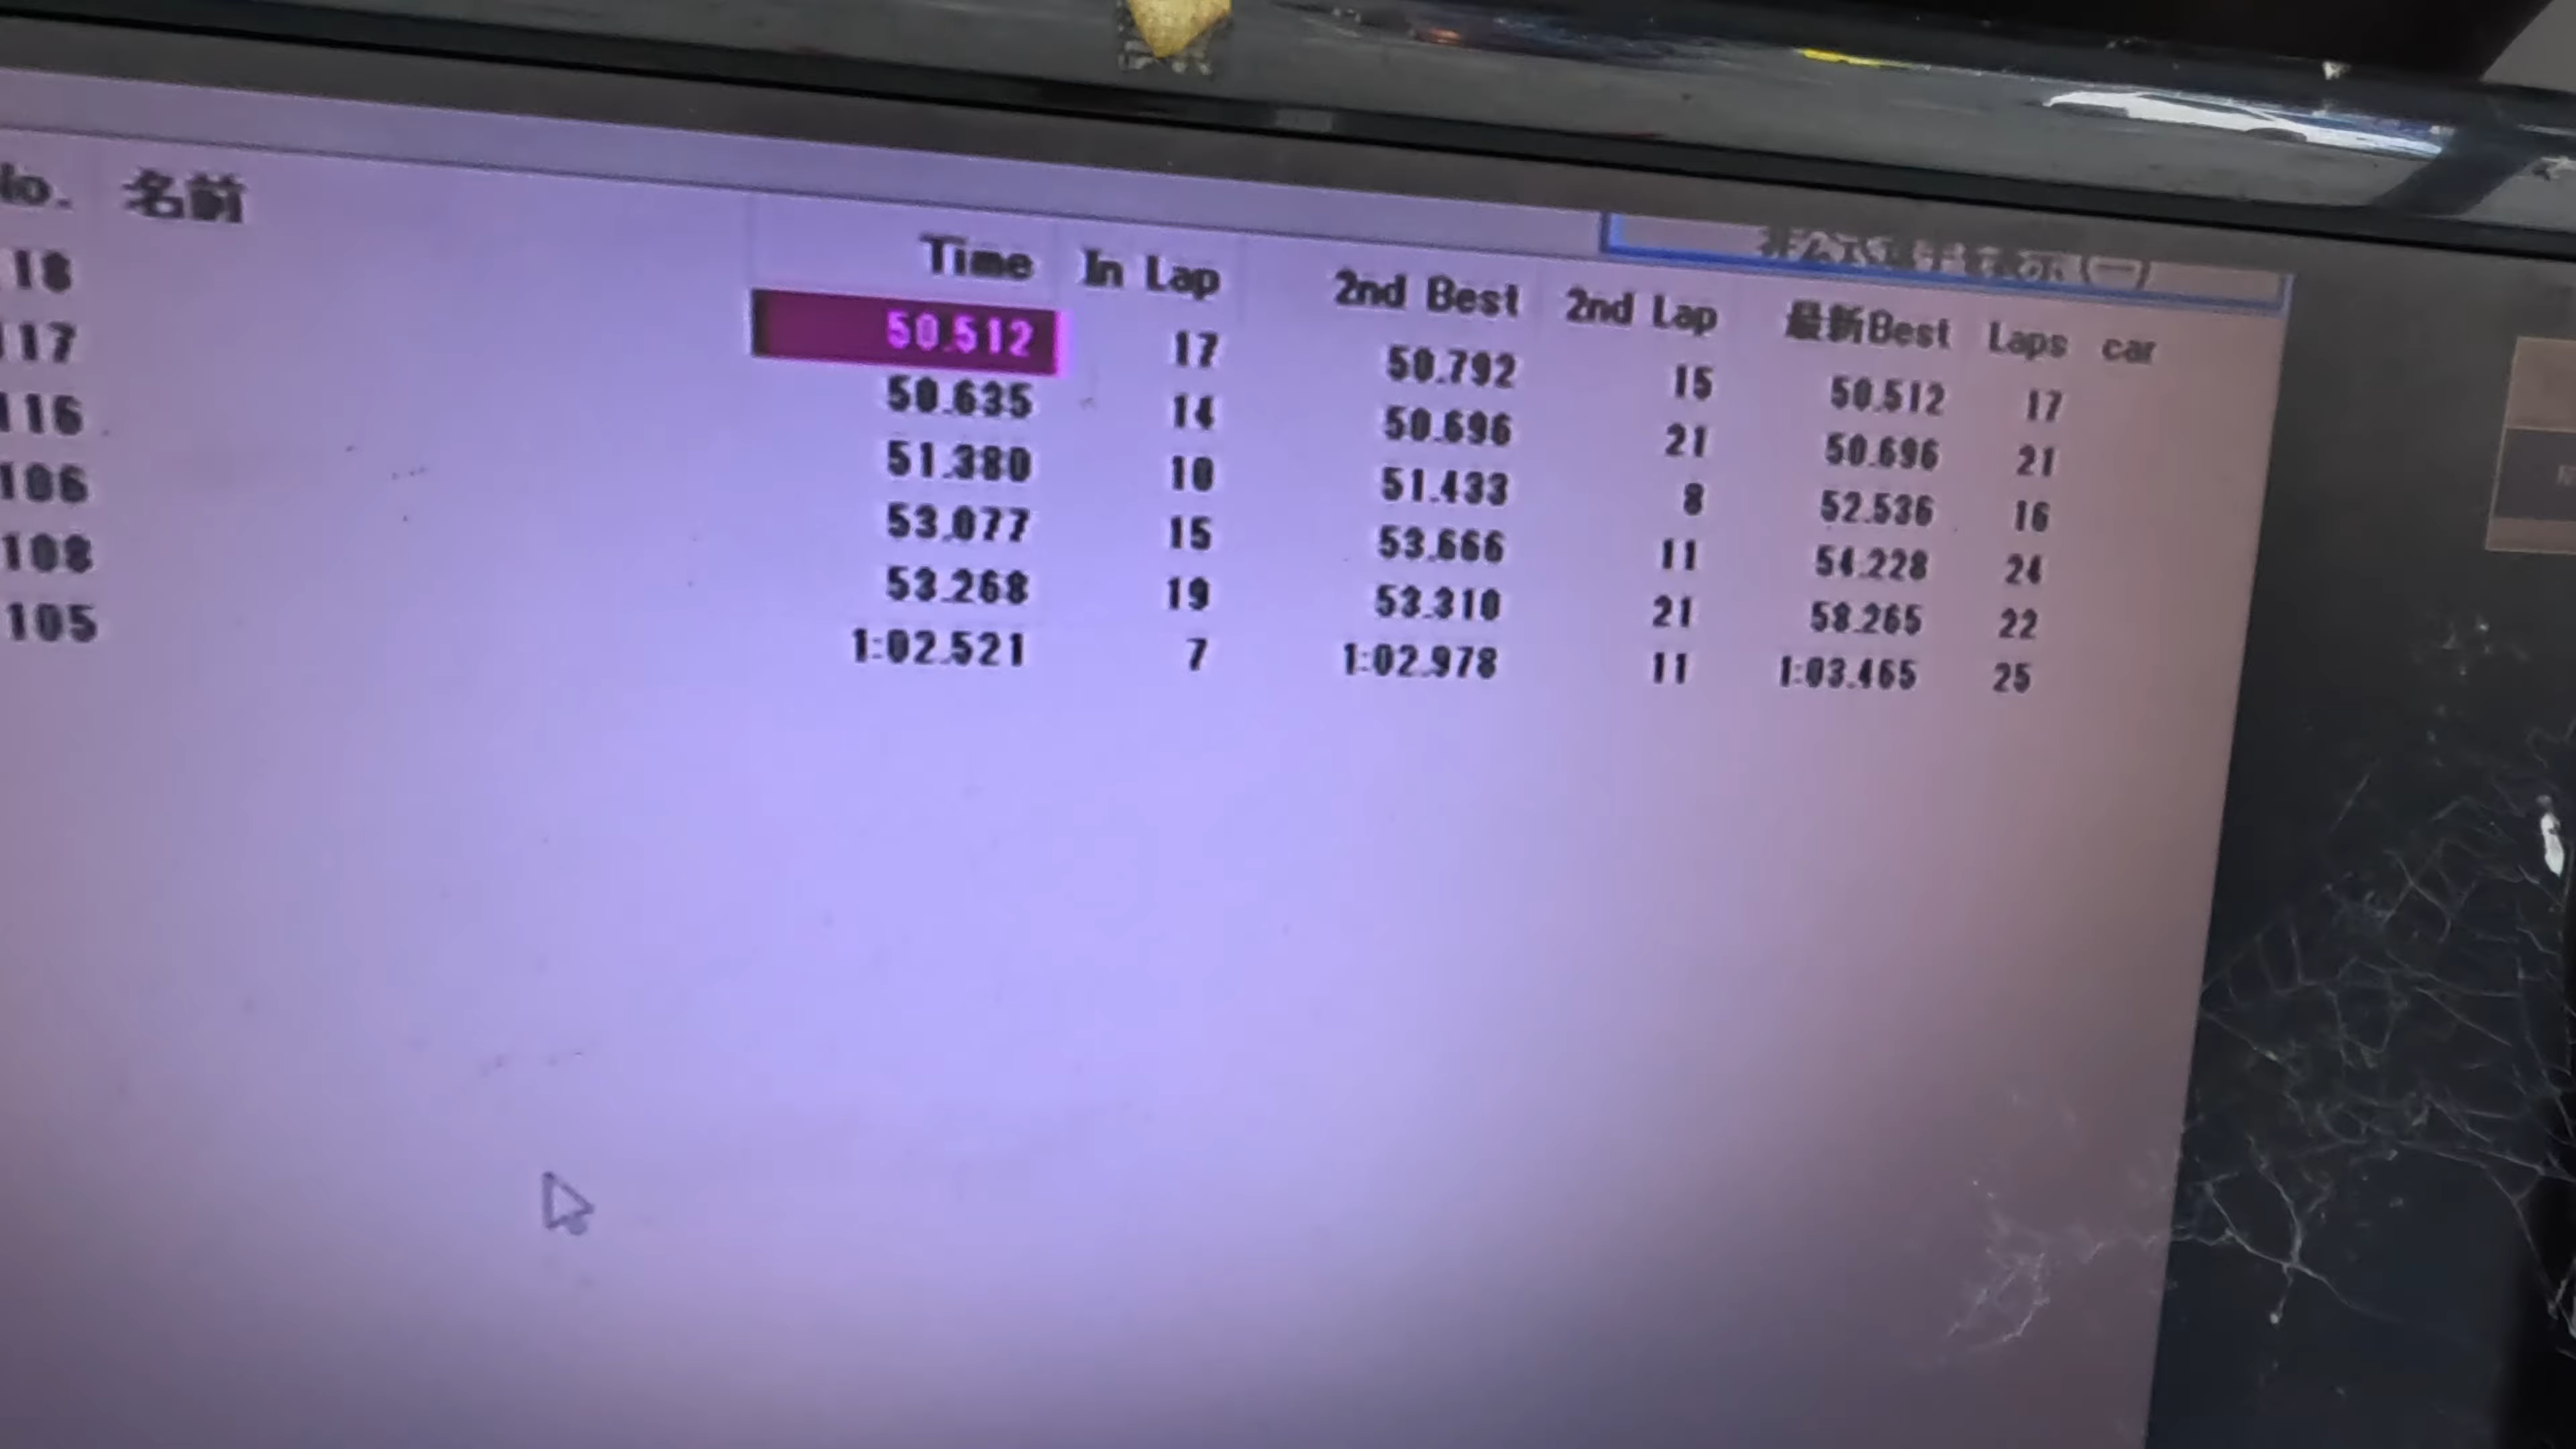 No. 名前 Time In Lap 2nd Best 2nd Lap 最新Best Laps car
18 50.512 17 50.792 15 50.512 17
117 50.635 14 50.696 21 50.696 21
116 51.380 10 51.433 8 52.536 16
106 53.077 15 53.666 11 54.228 24
108 53.268 19 53.310 21 58.265 22
105 1:02.521 7 1:02.978 11 1:03.465 25